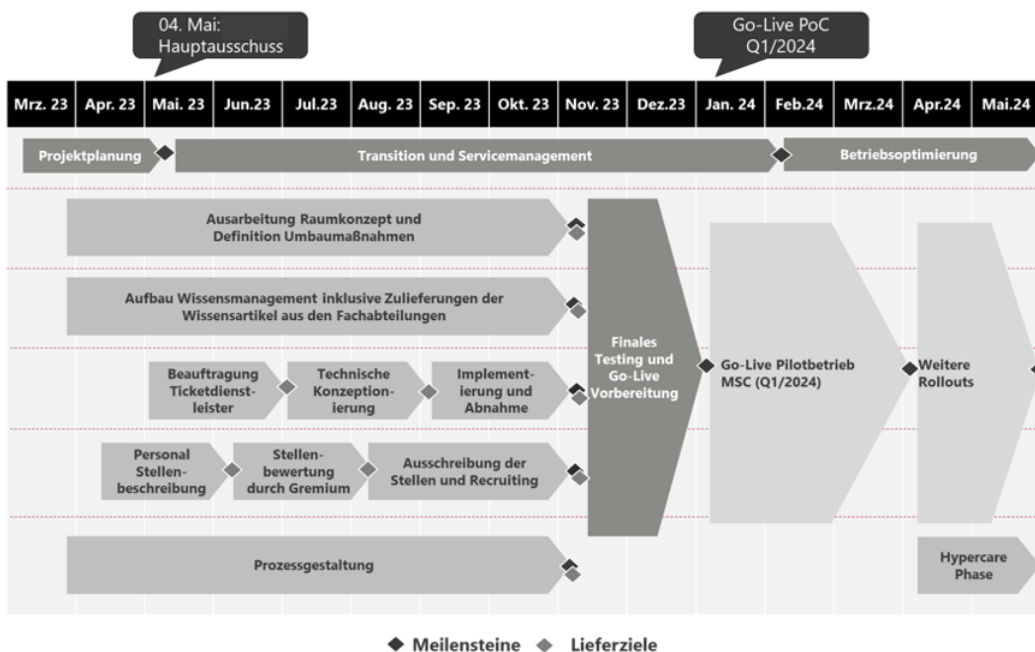 04. Mai:
Hauptausschuss
Go-Live PoC
Q1/2024
Mrz. 23 Apr. 23 Mai. 23 Jun.23 Jul.23 Aug. 23 Sep. 23 Okt. 23 Nov. 23 Dez.23 Jan. 24 Feb.24 Mrz.24 Apr.24 Mai.24
Projektplanung
Transition und Servicemanagement
Betriebsoptimierung
Ausarbeitung Raumkonzept und
Definition Umbaumaßnahmen
Aufbau Wissensmanagement inklusive Zulieferungen der
Wissensartikel aus den Fachabteilungen
Beauftragung
Ticketdienst-
leister
Technische
Konzeption-
ierung
Implement-
ierung und
Abnahme
Personal
Stellen-
beschreibung
Stellen-
bewertung
durch Gremium
Ausschreibung der
Stellen und Recruiting
Prozessgestaltung
Finales
Testing und
Go-Live
Vorbereitung
Go-Live Pilotbetrieb
MSC (Q1/2024)
Weitere
Rollouts
Hypercare
Phase
Meilensteine
Lieferziele